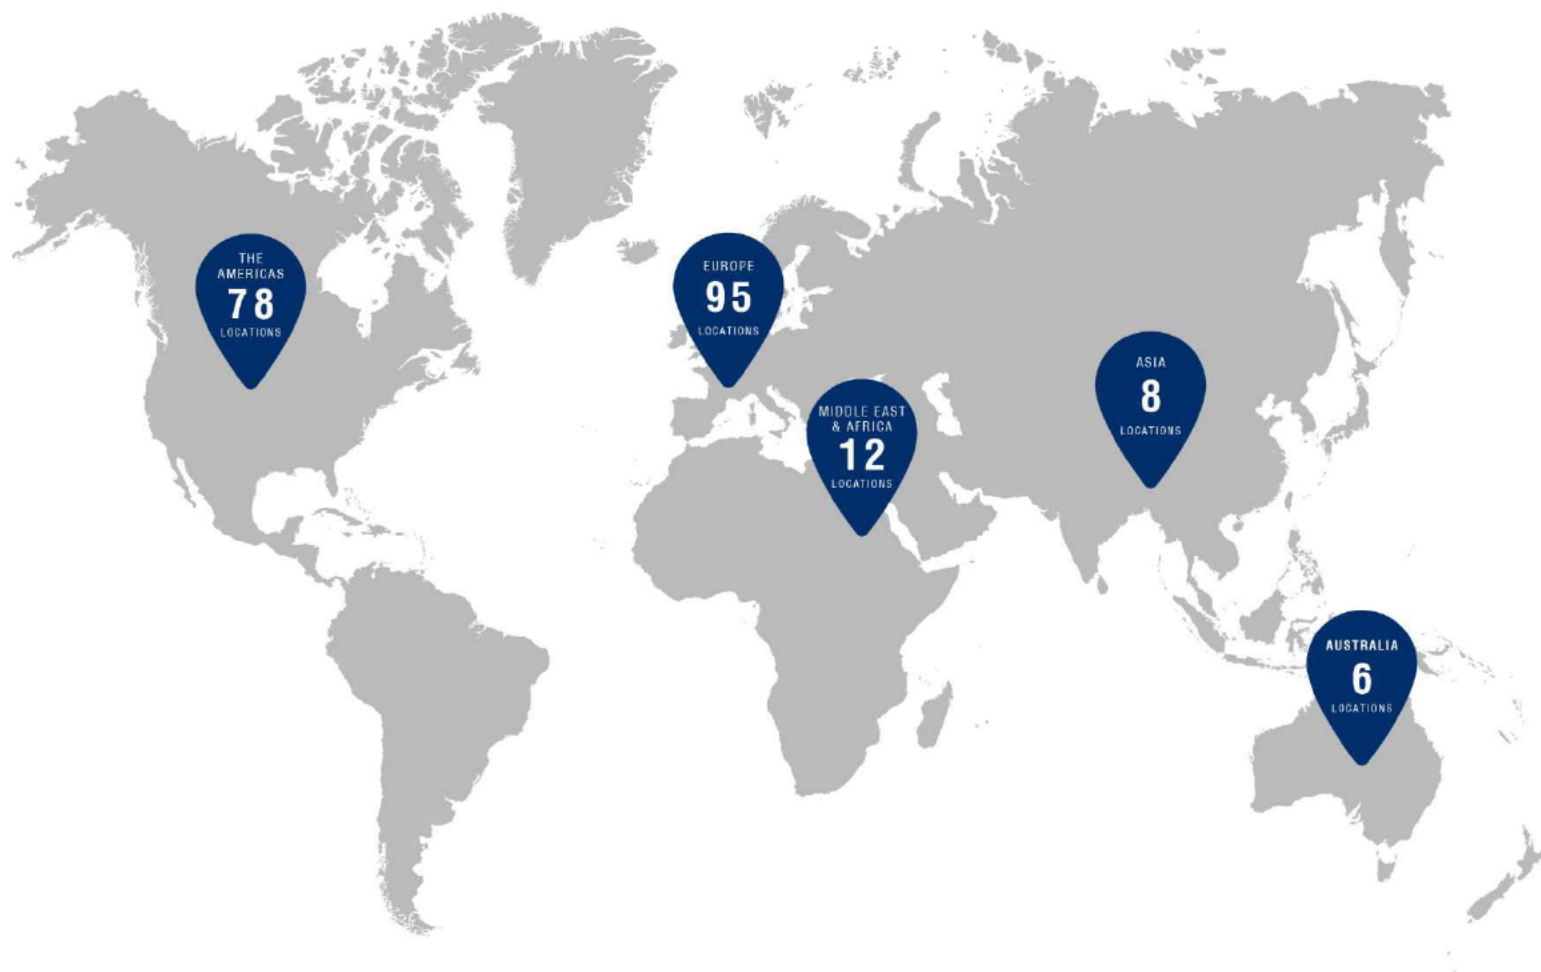 THE
AMERICAS
78
LOCATIONS
EUROPE
95
LOCATIONS
MIDDLE EAST
& AFRICA
12
LOCATIONS
ASIA
8
LOCATIONS
AUSTRALIA
6
LOCATIONS